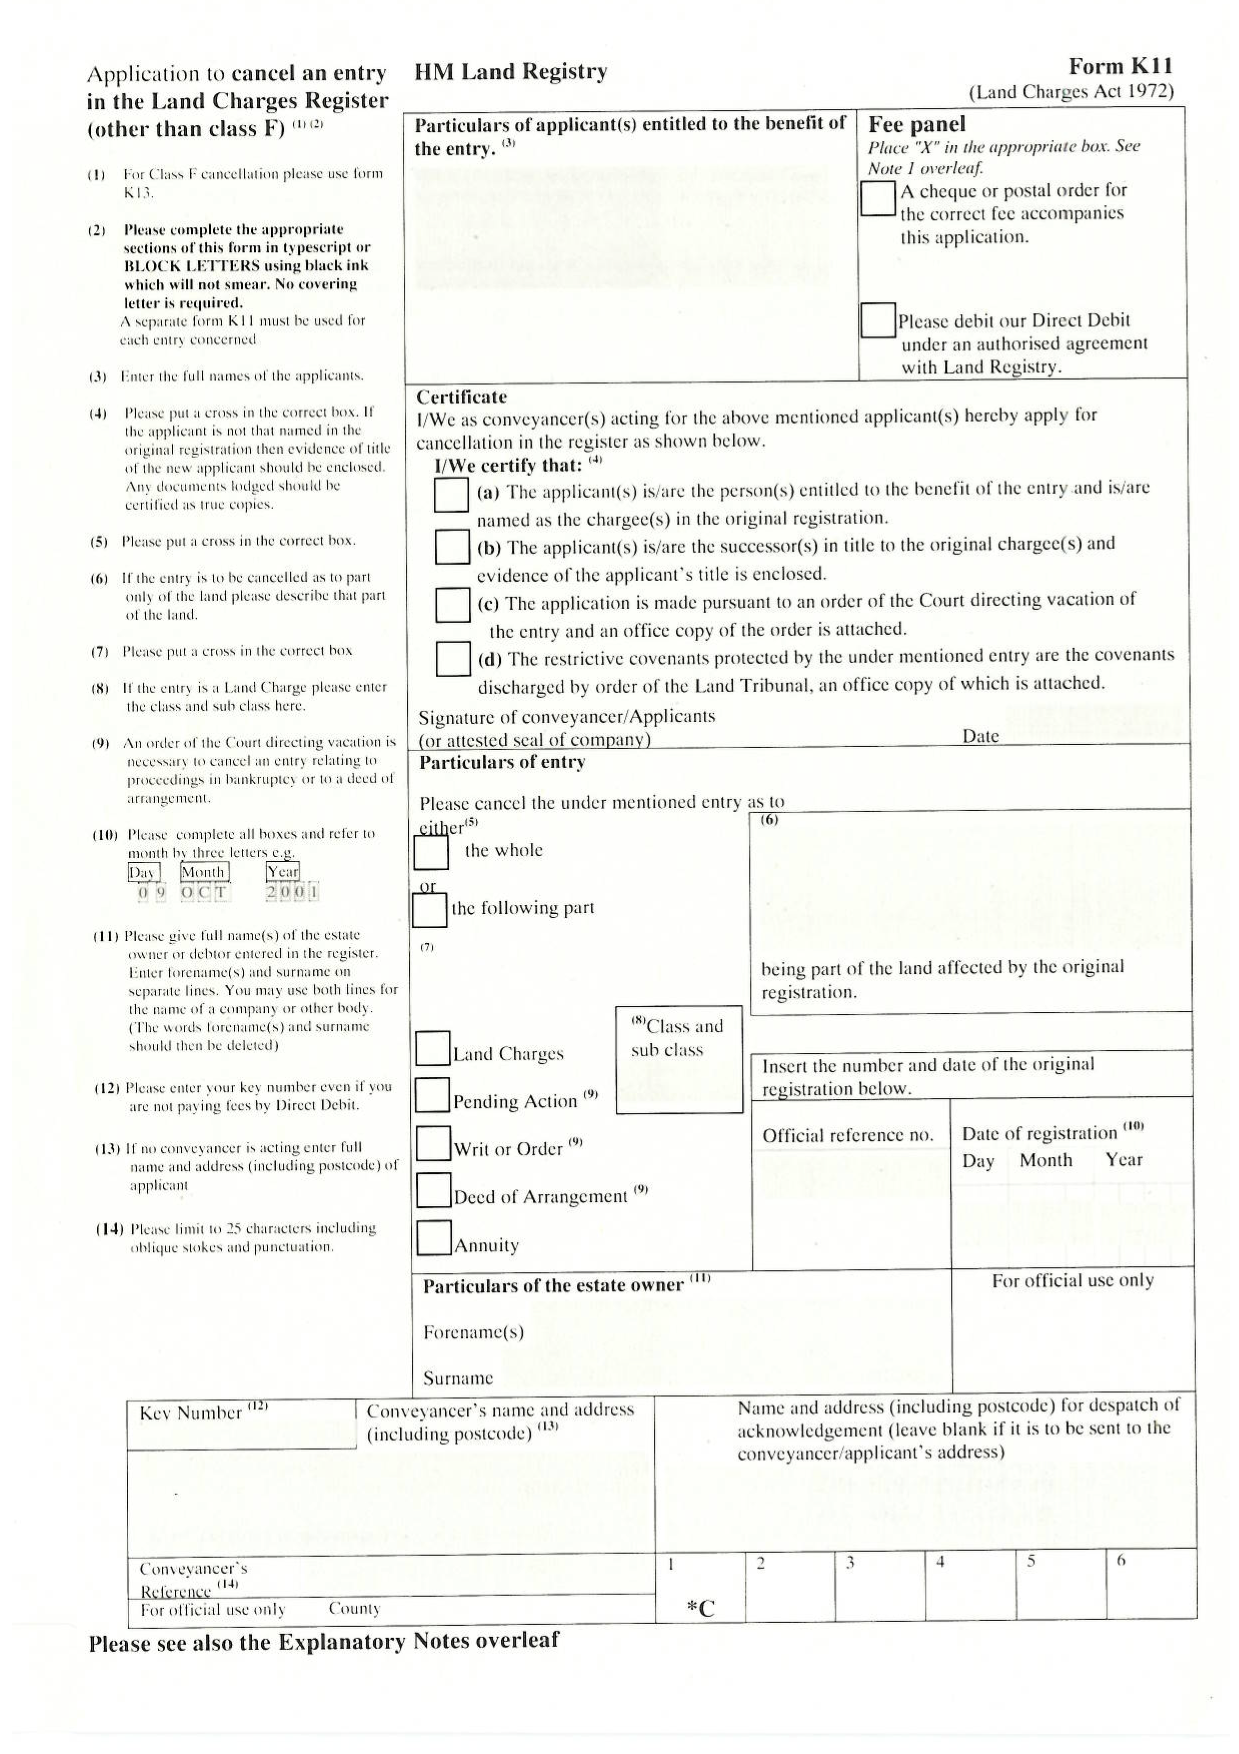 Application to cancel an entry
in the Land Charges Register
(other than class F) (1) (2)
(1) For Class F cancellation please use form
K13.
(2) Please complete the appropriate
sections of this form in typescript or
BLOCK LETTERS using black ink
which will not smear. No covering
letter is required.
A separate form K11 must be used for
each entry concerned
(3) Enter the full names of the applicants.
(4) Please put a cross in the correct box. If
the applicant is not that named in the
original registration then evidence of title
of the new applicant should be enclosed.
Any documents lodged should be
certified as true copies.
(5) Please put a cross in the correct box.
(6) If the entry is to be cancelled as to part
only of the land please describe that part
of the land.
(7) Please put a cross in the correct box
(8) If the entry is a Land Charge please enter
the class and sub class here.
(9) An order of the Court directing vacation is
necessary to cancel an entry relating to
proceedings in bankruptcy or to a deed of
arrangement.
(10) Please complete all boxes and refer to
month by three letters e.g.
Day Month Year
0 9 O C T 2 0 0 1
(11) Please give full name(s) of the estate
owner or debtor entered in the register.
Enter forename(s) and surname on
separate lines. You may use both lines for
the name of a company or other body.
(The words forename(s) and surname
should then be deleted)
(12) Please enter your key number even if you
are not paying fees by Direct Debit.
(13) If no conveyancer is acting enter full
name and address (including postcode) of
applicant
(14) Please limit to 25 characters including
oblique stokes and punctuation.
HM Land Registry
Form K11
(Land Charges Act 1972)
Particulars of applicant(s) entitled to the benefit of
the entry. (3)
Fee panel
Place "X" in the appropriate box. See
Note 1 overleaf.
A cheque or postal order for
the correct fee accompanies
this application.
Please debit our Direct Debit
under an authorised agreement
with Land Registry.
Certificate
I/We as conveyancer(s) acting for the above mentioned applicant(s) hereby apply for
cancellation in the register as shown below.
I/We certify that: (4)
(a) The applicant(s) is/are the person(s) entitled to the benefit of the entry and is/are
named as the chargee(s) in the original registration.
(b) The applicant(s) is/are the successor(s) in title to the original chargee(s) and
evidence of the applicant's title is enclosed.
(c) The application is made pursuant to an order of the Court directing vacation of
the entry and an office copy of the order is attached.
(d) The restrictive covenants protected by the under mentioned entry are the covenants
discharged by order of the Land Tribunal, an office copy of which is attached.
Signature of conveyancer/Applicants
(or attested seal of company) Date
Particulars of entry
Please cancel the under mentioned entry as to
either(5)
the whole
or
the following part
(6)
being part of the land affected by the original
registration.
(7)
Land Charges
Pending Action (9)
Writ or Order (9)
Deed of Arrangement (9)
Annuity
(8)Class and
sub class
Insert the number and date of the original
registration below.
Official reference no.
Date of registration (10)
Day Month Year
Particulars of the estate owner (11)
Forename(s)
Surname
For official use only
Key Number (12)
Conveyancer's name and address
(including postcode) (13)
Name and address (including postcode) for despatch of
acknowledgement (leave blank if it is to be sent to the
conveyancer/applicant's address)
Conveyancer's
Reference (14)
For official use only County
1 2 3 4 5 6
*C
Please see also the Explanatory Notes overleaf